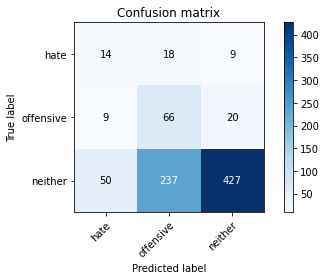 Confusion matrix
hate 14 18 9
offensive 9 66 20
neither 50 237 427
hate offensive neither
True label
Predicted label
400
350
300
250
200
150
100
50